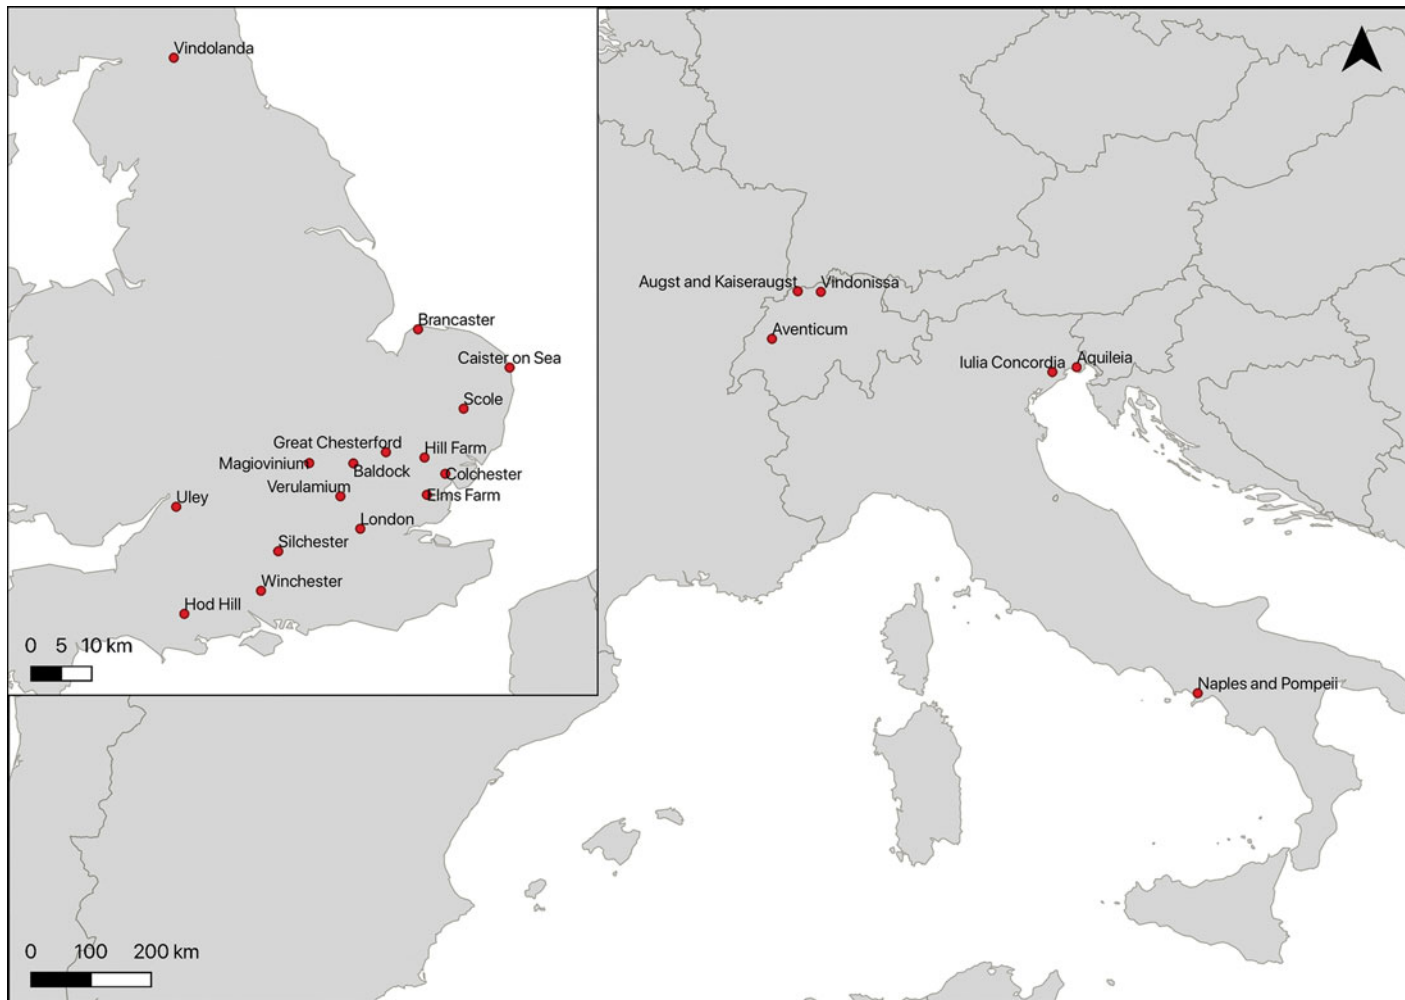 Vindolanda
Brancaster
Caister on Sea
Scole
Great Chesterford
Hill Farm
Magiovinium
Baldock
Colchester
Verulamium
Elms Farm
Uley
London
Silchester
Winchester
Hod Hill
0 5 10 km
Augst and Kaiseraugst
Vindonissa
Aventicum
Iulia Concordia
Aquileia
Naples and Pompeii
0 100 200 km